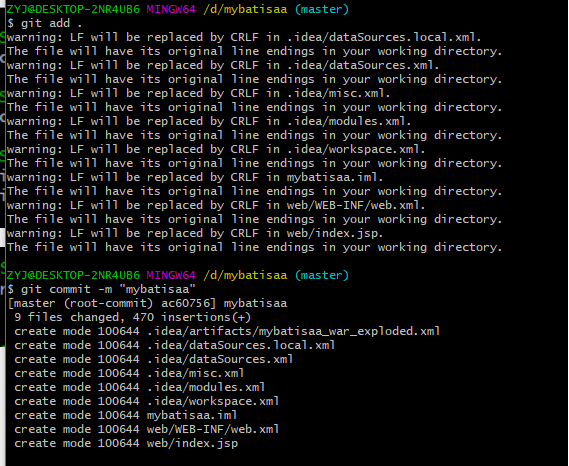 ZYJ@DESKTOP-2NR4UB6 MINGW64 /d/mybatisaa (master)
$ git add .
warning: LF will be replaced by CRLF in .idea/dataSources.local.xml.
The file will have its original line endings in your working directory.
warning: LF will be replaced by CRLF in .idea/dataSources.xml.
The file will have its original line endings in your working directory.
warning: LF will be replaced by CRLF in .idea/misc.xml.
The file will have its original line endings in your working directory.
warning: LF will be replaced by CRLF in .idea/modules.xml.
The file will have its original line endings in your working directory.
warning: LF will be replaced by CRLF in .idea/workspace.xml.
The file will have its original line endings in your working directory.
warning: LF will be replaced by CRLF in mybatisaa.iml.
The file will have its original line endings in your working directory.
warning: LF will be replaced by CRLF in web/WEB-INF/web.xml.
The file will have its original line endings in your working directory.
warning: LF will be replaced by CRLF in web/index.jsp.
The file will have its original line endings in your working directory.
ZYJ@DESKTOP-2NR4UB6 MINGW64 /d/mybatisaa (master)
$ git commit -m "mybatisaa"
[master (root-commit) ac60756] mybatisaa
9 files changed, 470 insertions(+)
create mode 100644 .idea/artifacts/mybatisaa_war_exploded.xml
create mode 100644 .idea/dataSources.local.xml
create mode 100644 .idea/dataSources.xml
create mode 100644 .idea/misc.xml
create mode 100644 .idea/modules.xml
create mode 100644 .idea/workspace.xml
create mode 100644 mybatisaa.iml
create mode 100644 web/WEB-INF/web.xml
create mode 100644 web/index.jsp